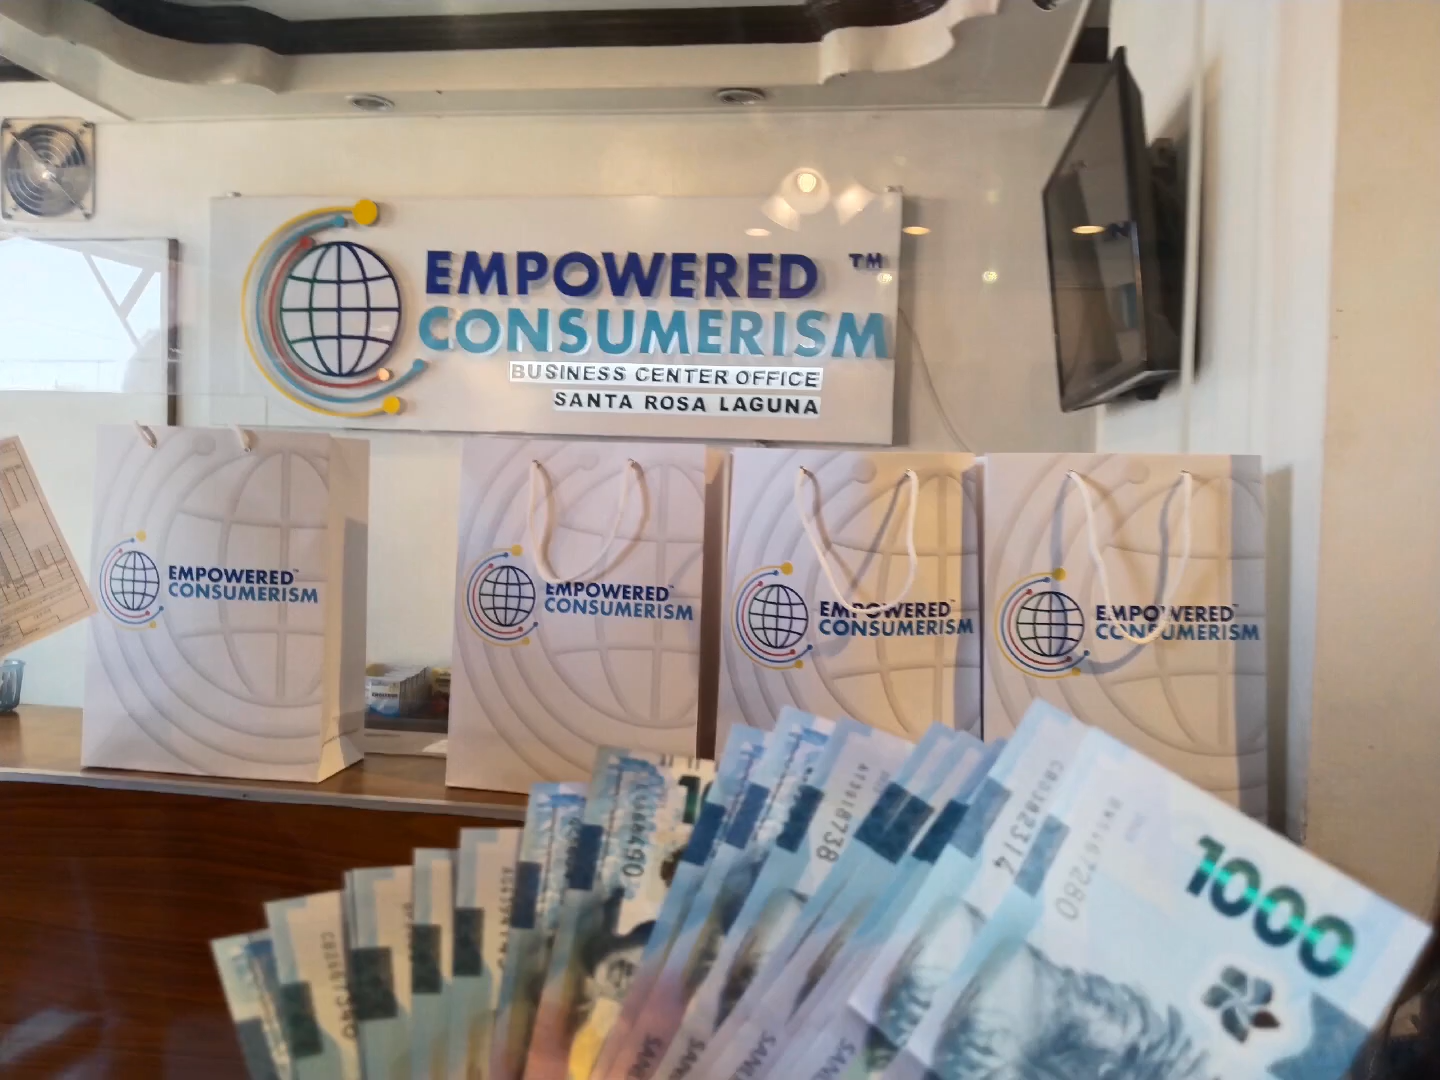 EMPOWERED ™
CONSUMERISM
BUSINESS CENTER OFFICE
SANTA ROSA LAGUNA
EMPOWERED™
CONSUMERISM
EMPOWERED™
CONSUMERISM
EMPOWERED™
CONSUMERISM
EMPOWERED™
CONSUMERISM
1000